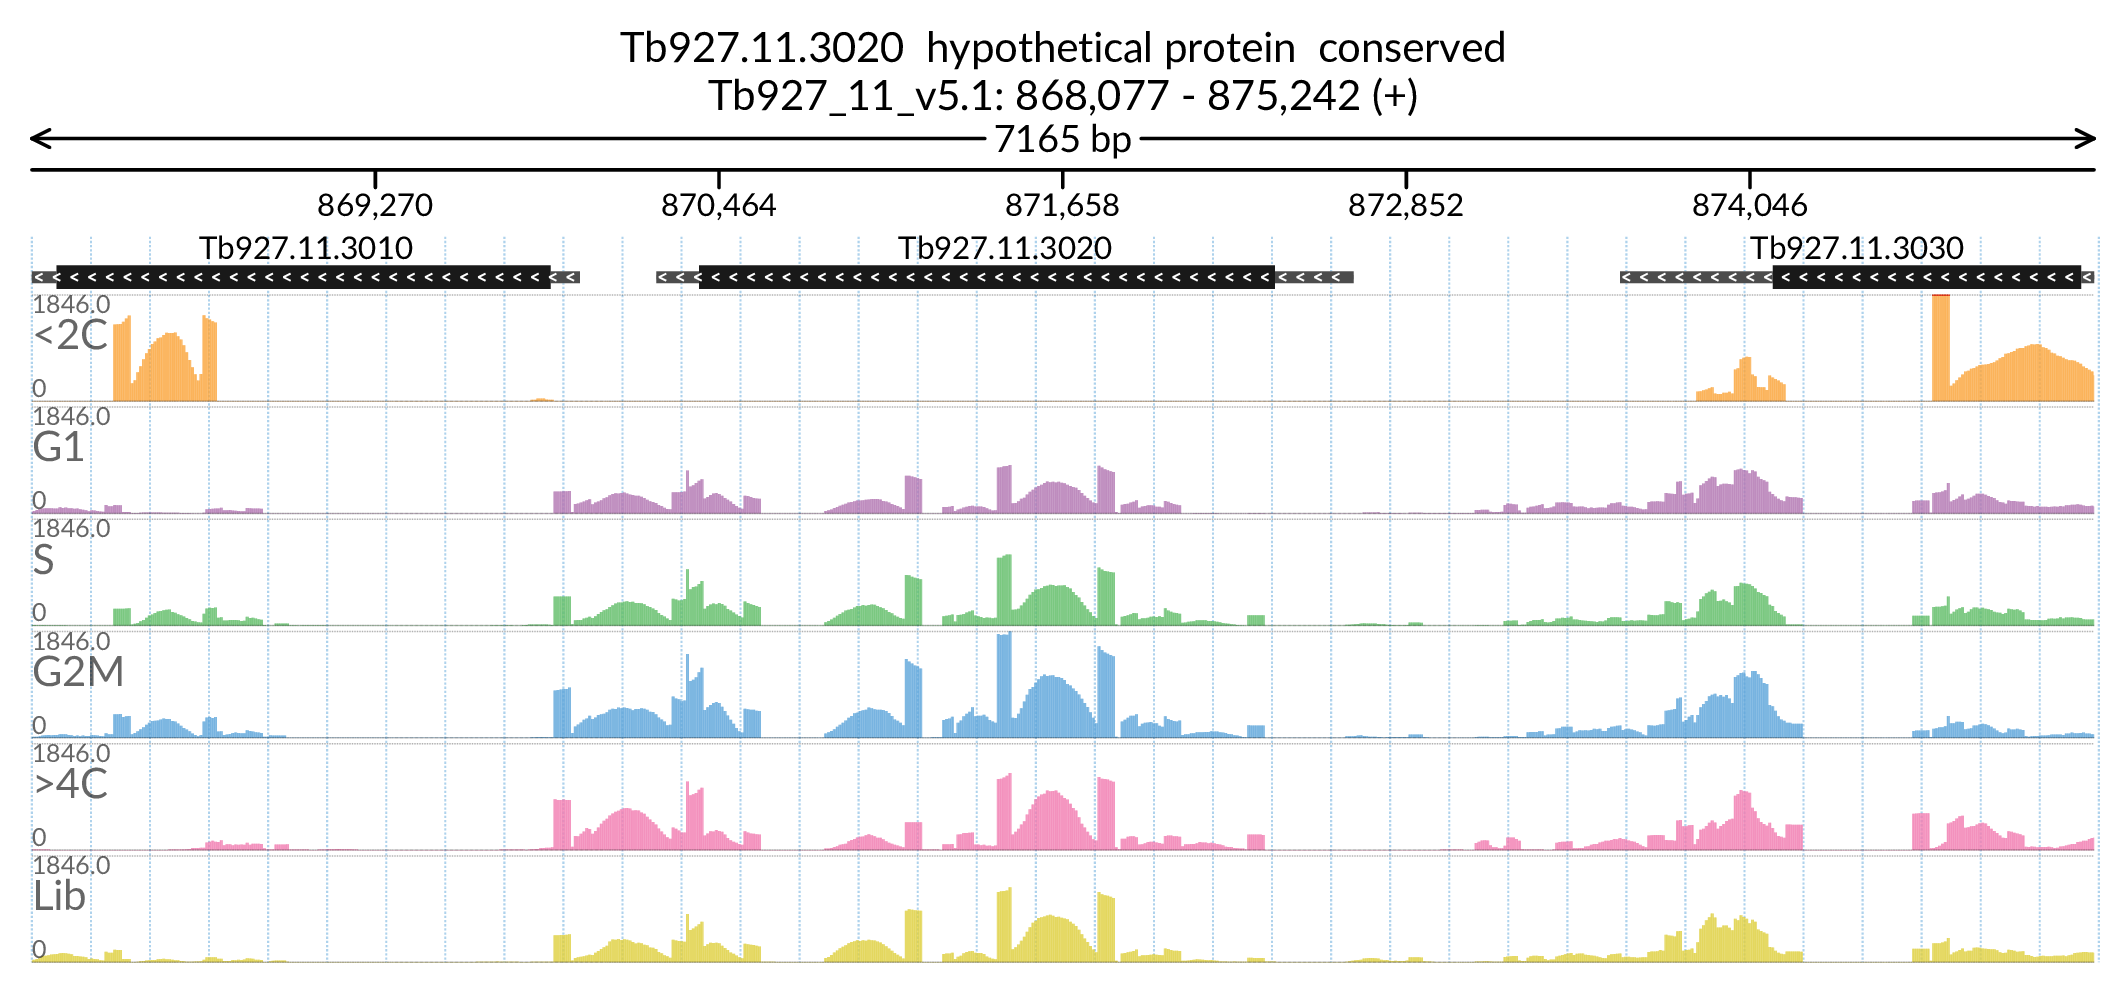 Tb927.11.3020 hypothetical protein conserved
Tb927_11_v5.1: 868,077 - 875,242 (+)
7165 bp
869,270 870,464 871,658 872,852 874,046
Tb927.11.3010 Tb927.11.3020 Tb927.11.3030
1846.0
<2C
0
1846.0
G1
0
1846.0
S
0
1846.0
G2M
0
1846.0
>4C
0
1846.0
Lib
0